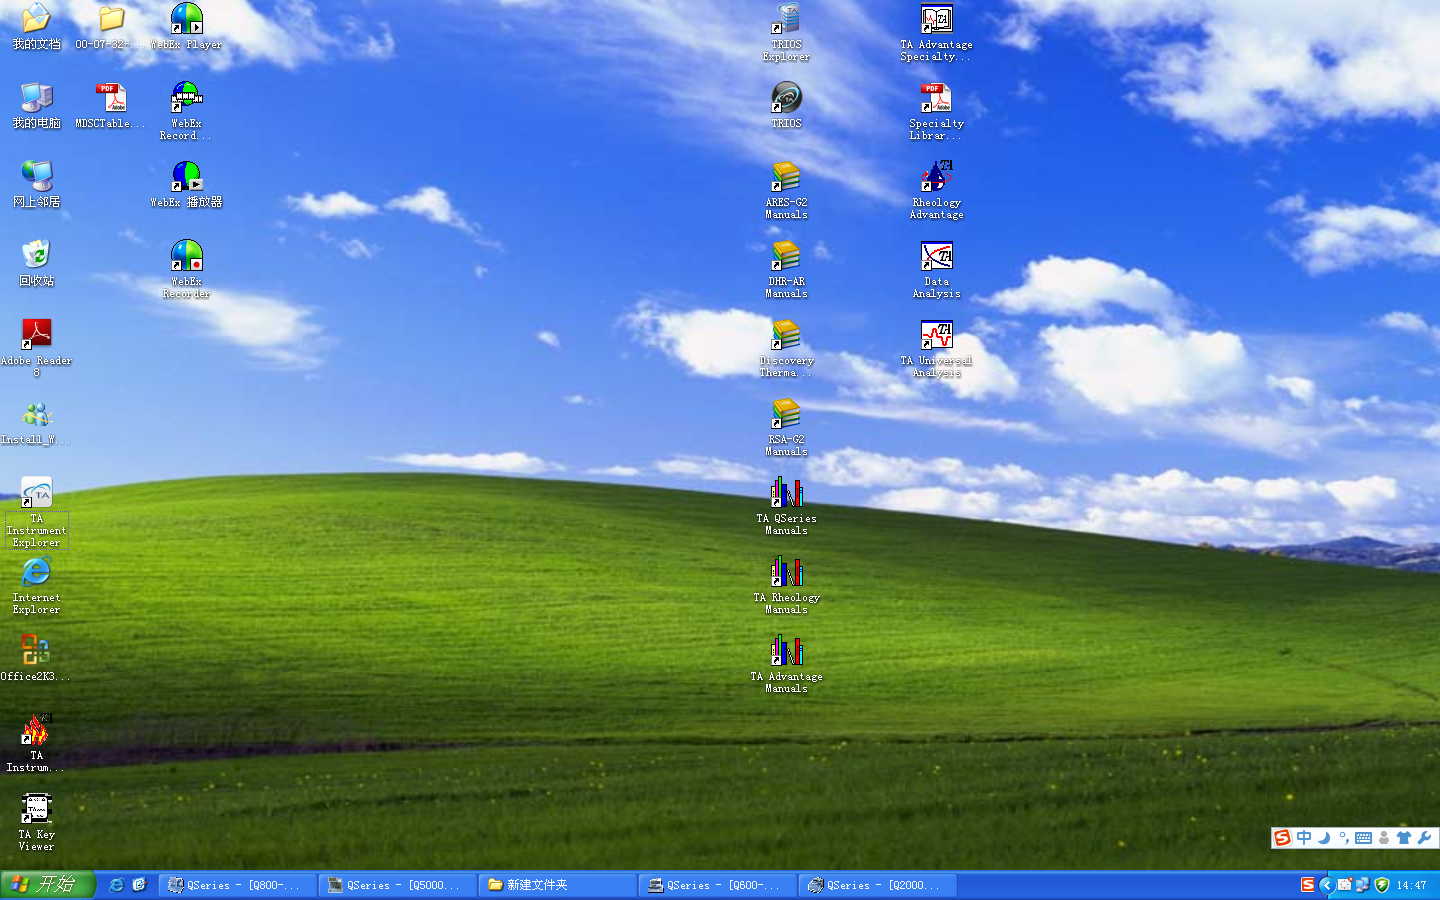 我的文档
00-07-32-...
WebEx Player
我的电脑
MDSCTable...
WebEx
Record...
网上邻居
WebEx 播放器
回收站
WebEx
Recorder
Adobe Reader
8
Install_W...
TA
Instrument
Explorer
Internet
Explorer
Office2K3...
TA
Instrum...
TA Key
Viewer
TRIOS
Explorer
TRIOS
ARES-G2
Manuals
DHR-AR
Manuals
Discovery
Therma...
RSA-G2
Manuals
TA QSeries
Manuals
TA Rheology
Manuals
TA Advantage
Manuals
TA Advantage
Specialty...
Specialty
Librar...
Rheology
Advantage
Data
Analysis
TA Universal
Analysis
中
开始
QSeries - [Q800-...
QSeries - [Q5000...
新建文件夹
QSeries - [Q600-...
QSeries - [Q2000...
14:47